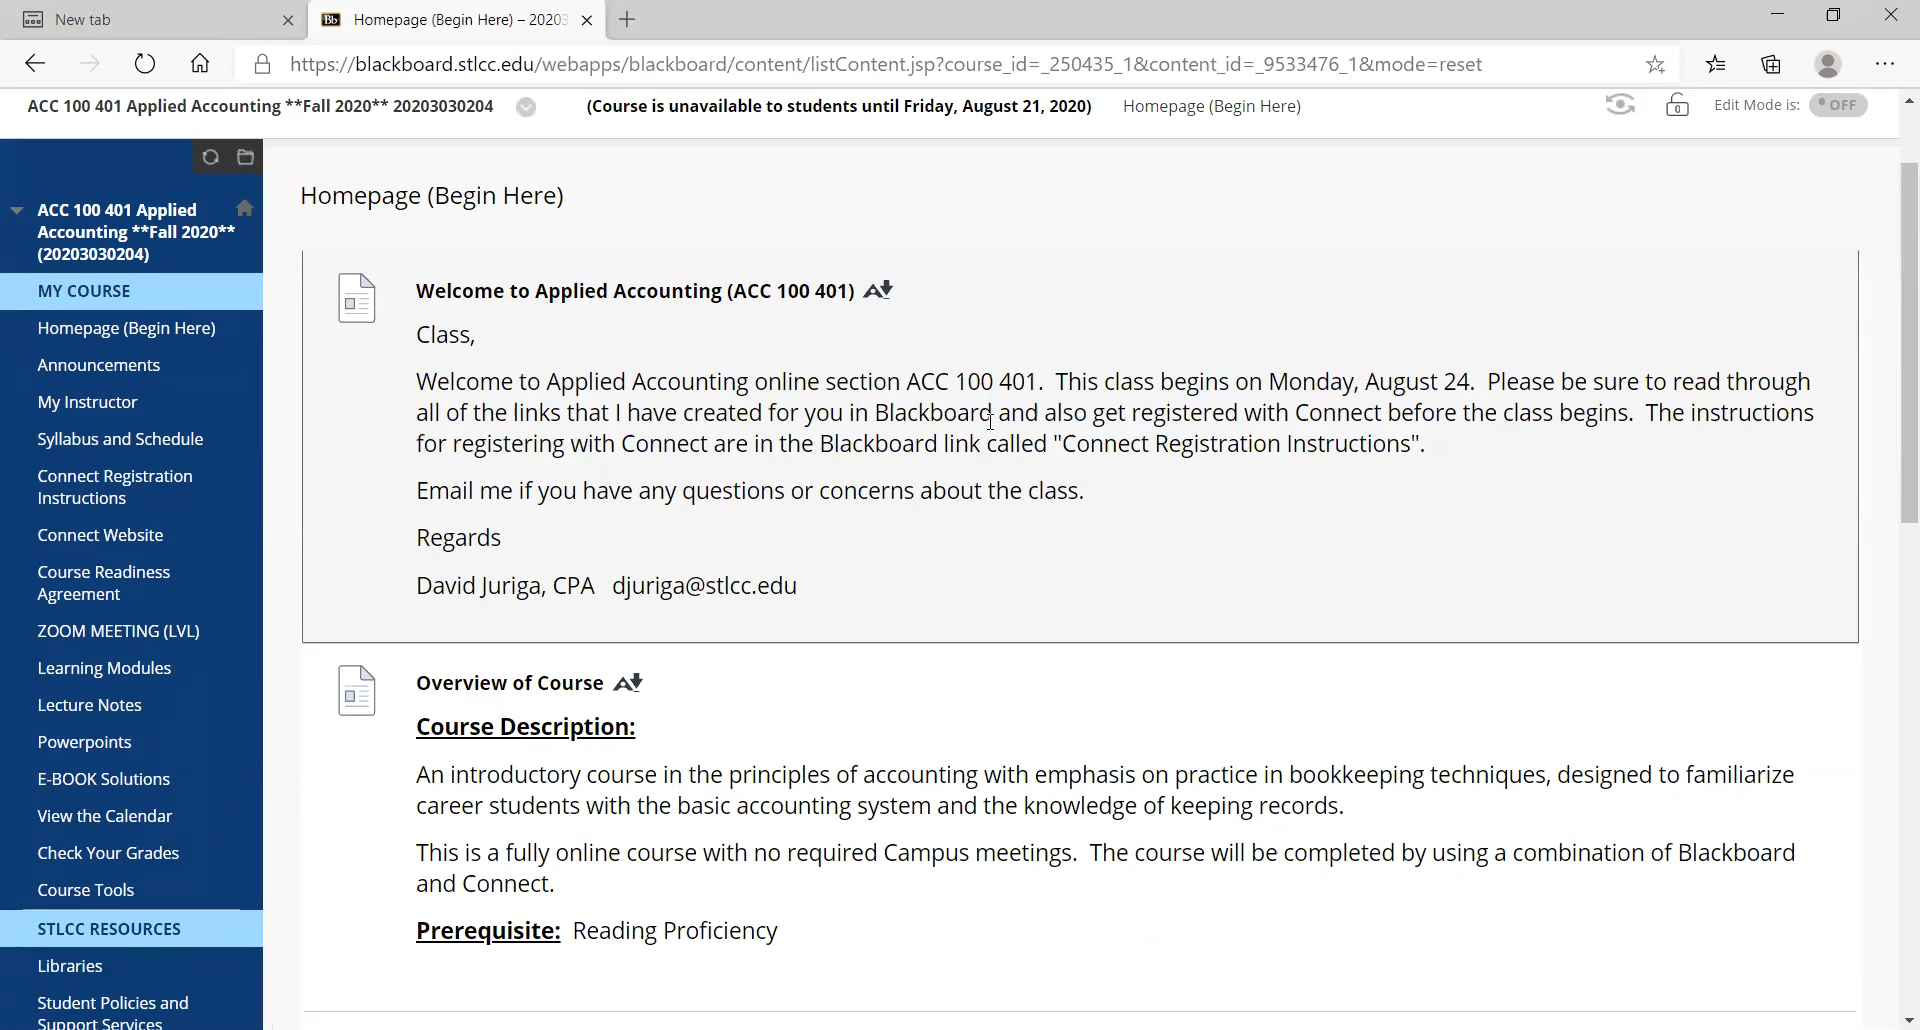 New tab
Homepage (Begin Here) – 2020
https://blackboard.stlcc.edu/webapps/blackboard/content/listContent.jsp?course_id=_250435_1&content_id=_9533476_1&mode=reset
ACC 100 401 Applied Accounting **Fall 2020** 20203030204
(Course is unavailable to students until Friday, August 21, 2020)
Homepage (Begin Here)
Edit Mode is:
OFF
ACC 100 401 Applied
Accounting **Fall 2020**
(20203030204)
MY COURSE
Homepage (Begin Here)
Announcements
My Instructor
Syllabus and Schedule
Connect Registration
Instructions
Connect Website
Course Readiness
Agreement
ZOOM MEETING (LVL)
Learning Modules
Lecture Notes
Powerpoints
E-BOOK Solutions
View the Calendar
Check Your Grades
Course Tools
STLCC RESOURCES
Libraries
Student Policies and
Support Services
Homepage (Begin Here)
Welcome to Applied Accounting (ACC 100 401)
Class,
Welcome to Applied Accounting online section ACC 100 401.  This class begins on Monday, August 24.  Please be sure to read through
all of the links that I have created for you in Blackboard and also get registered with Connect before the class begins.  The instructions
for registering with Connect are in the Blackboard link called "Connect Registration Instructions".
Email me if you have any questions or concerns about the class.
Regards
David Juriga, CPA   djuriga@stlcc.edu
Overview of Course
Course Description:
An introductory course in the principles of accounting with emphasis on practice in bookkeeping techniques, designed to familiarize
career students with the basic accounting system and the knowledge of keeping records.
This is a fully online course with no required Campus meetings.  The course will be completed by using a combination of Blackboard
and Connect.
Prerequisite:  Reading Proficiency